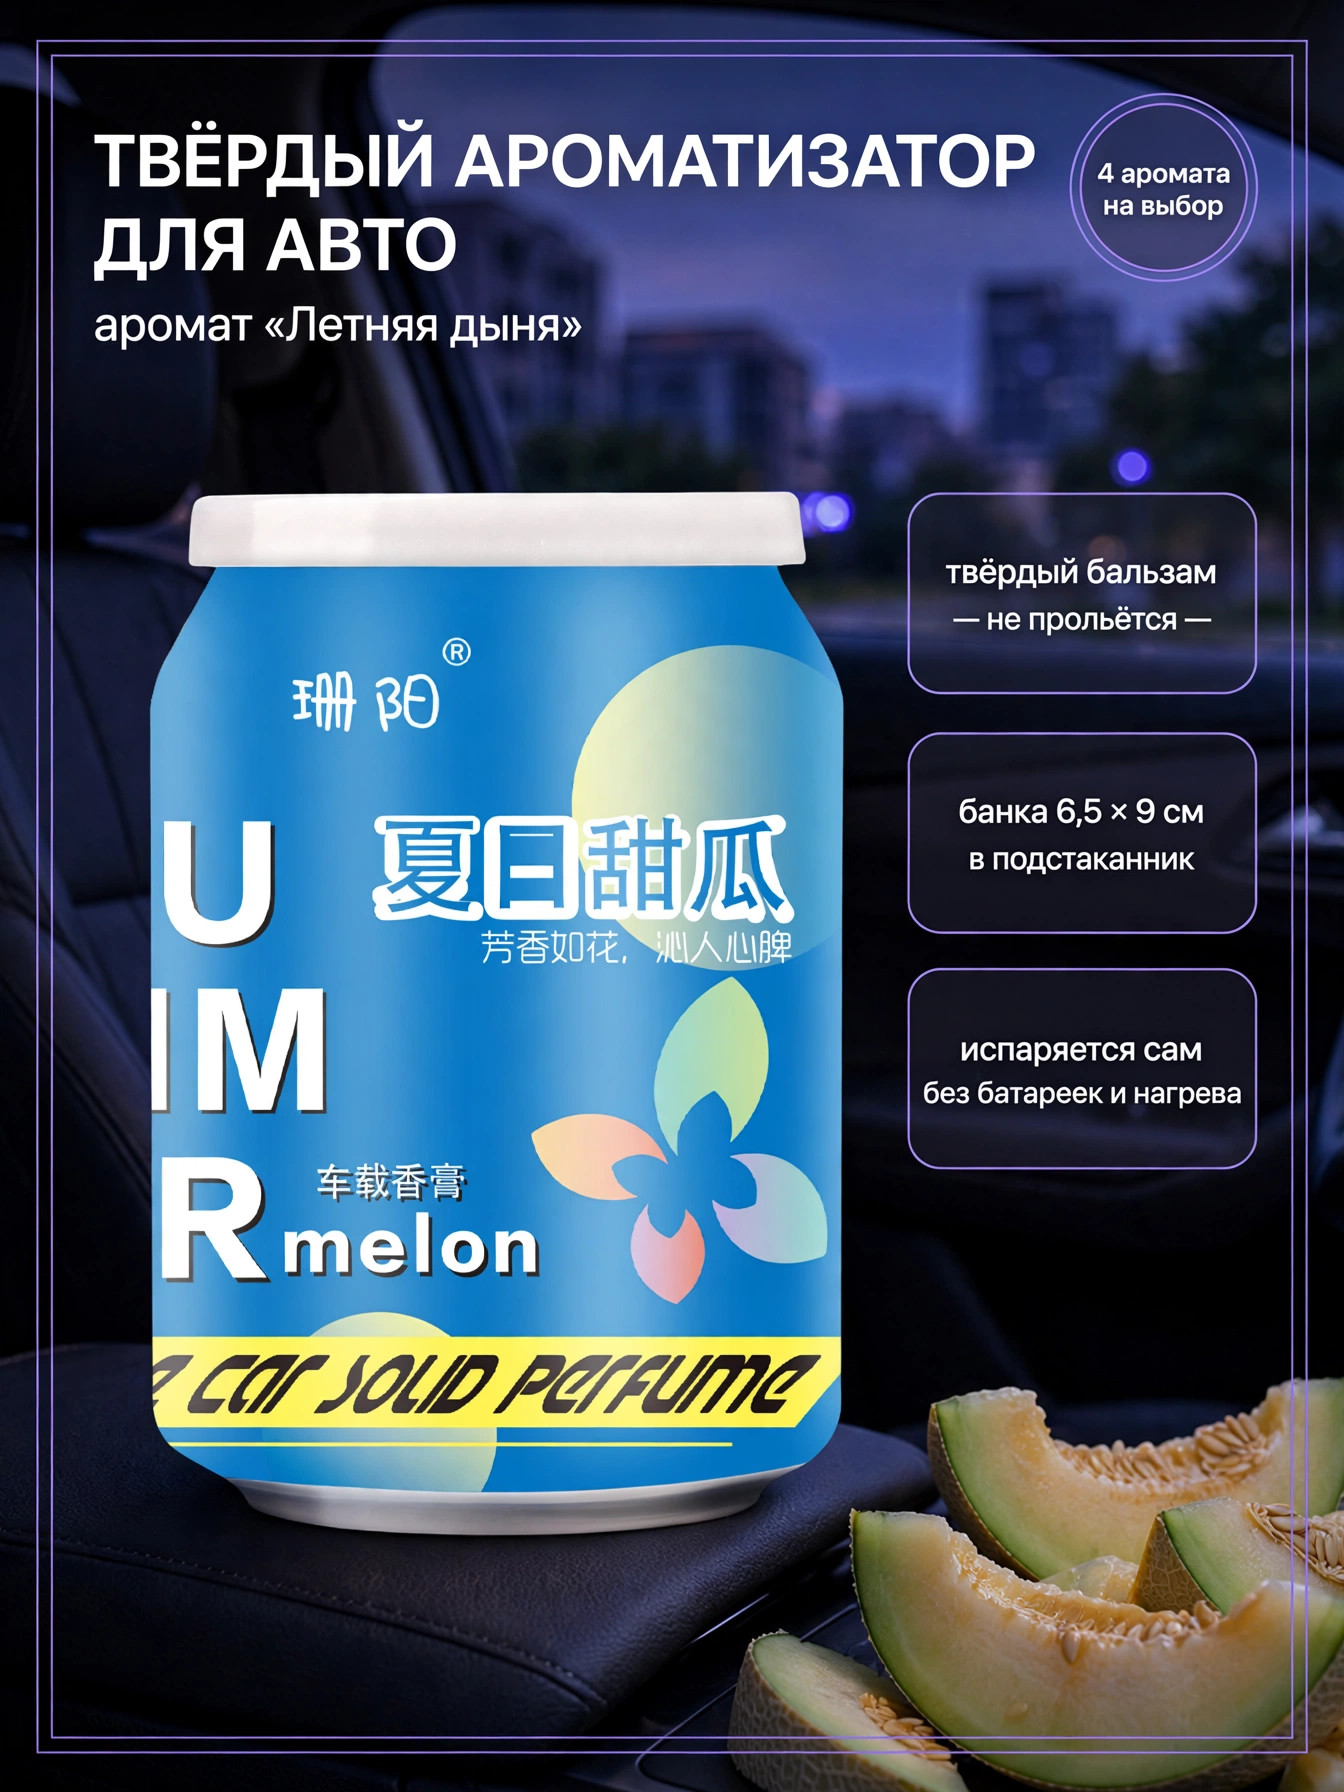 ТВЁРДЫЙ АРОМАТИЗАТОР
ДЛЯ АВТО
аромат «Летняя дыня»
4 аромата
на выбор
твёрдый бальзам
— не прольётся —
банка 6,5 × 9 см
в подстаканник
испаряется сам
без батареек и нагрева
珊阳®
U
夏日甜瓜
芳香如花，沁人心脾
IM
R
车载香膏
melon
e car SOLID Perfume